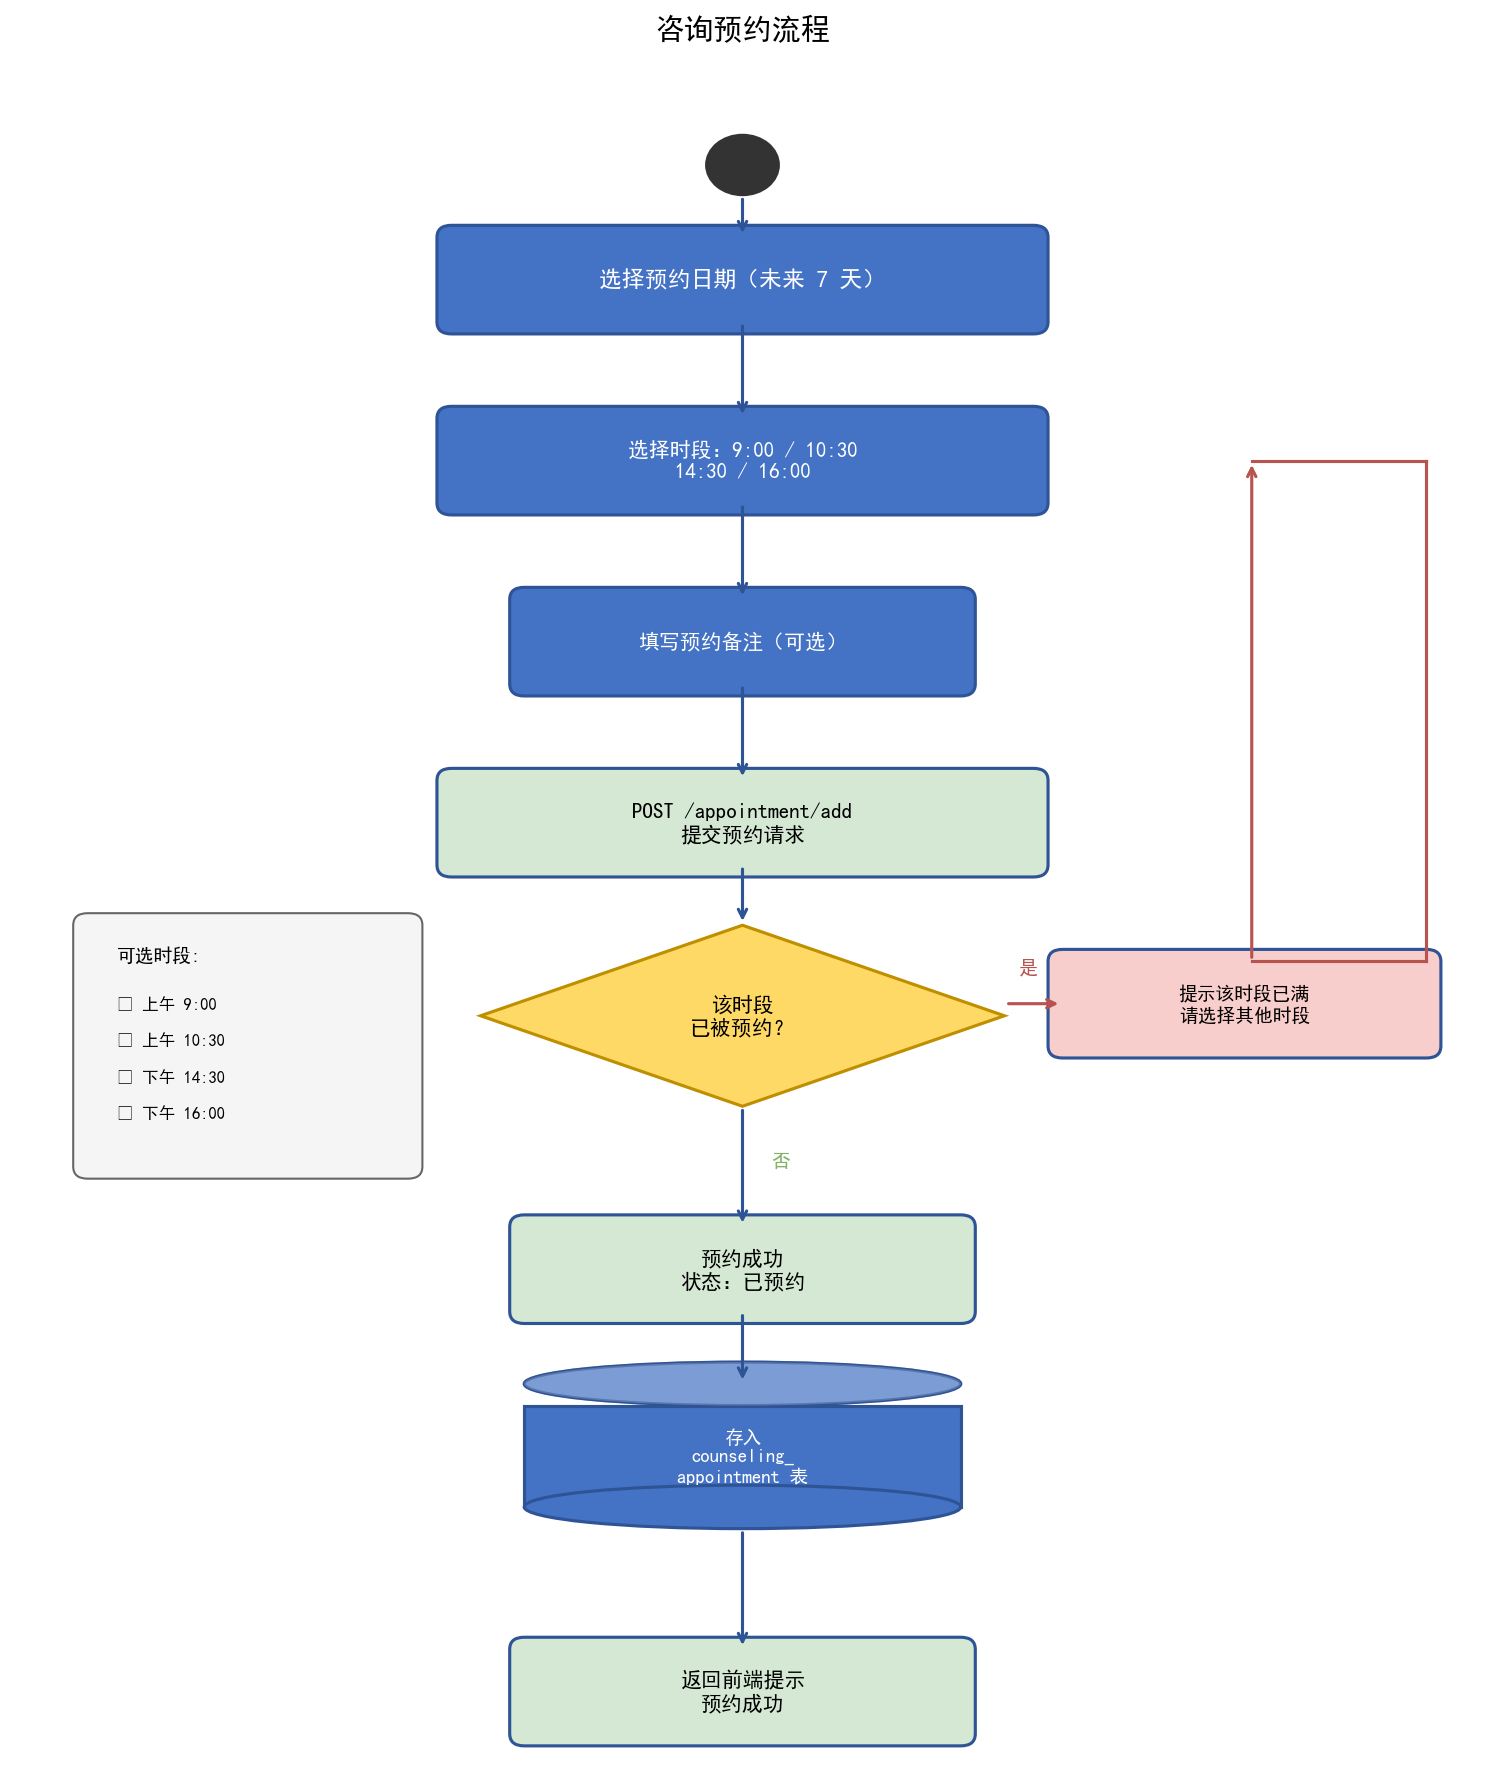 咨询预约流程
选择预约日期（未来 7 天）
选择时段：9:00 / 10:30
14:30 / 16:00
填写预约备注（可选）
POST /appointment/add
提交预约请求
可选时段:
□ 上午 9:00
□ 上午 10:30
□ 下午 14:30
□ 下午 16:00
该时段
已被预约？
是
提示该时段已满
请选择其他时段
否
预约成功
状态：已预约
存入
counseling_
appointment 表
返回前端提示
预约成功